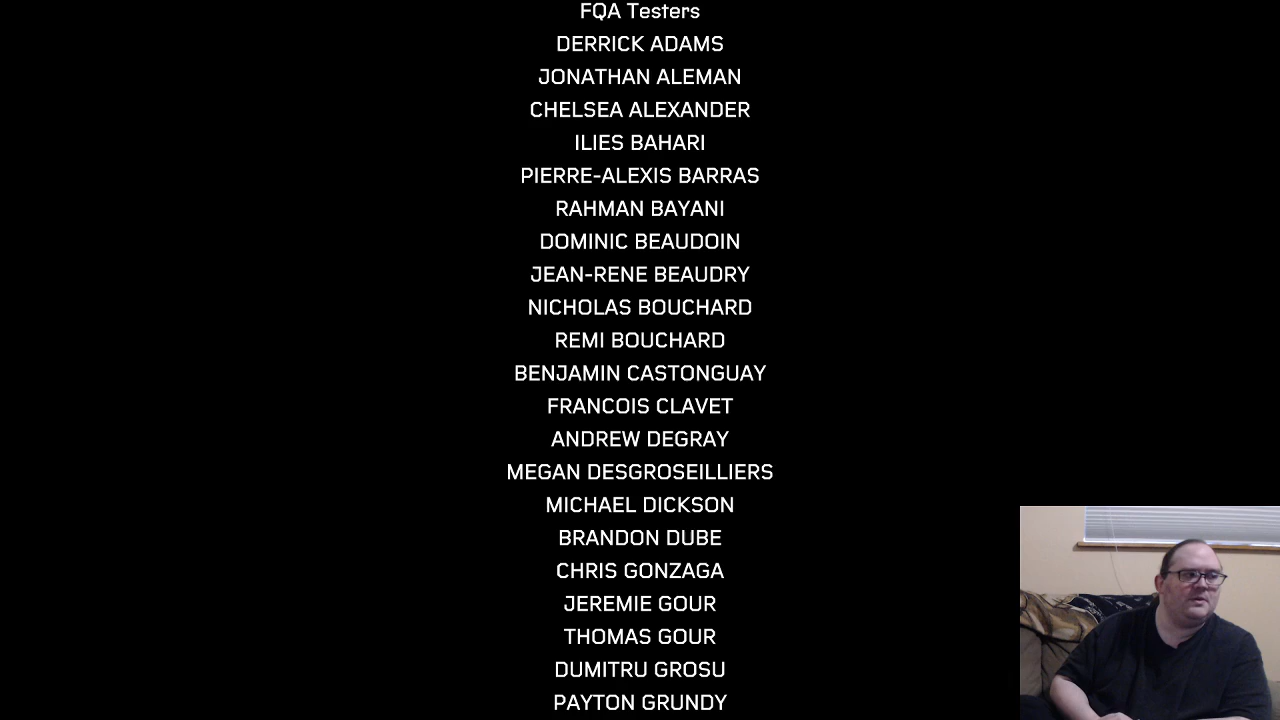 FQA Testers
DERRICK ADAMS
JONATHAN ALEMAN
CHELSEA ALEXANDER
ILIES BAHARI
PIERRE-ALEXIS BARRAS
RAHMAN BAYANI
DOMINIC BEAUDOIN
JEAN-RENE BEAUDRY
NICHOLAS BOUCHARD
REMI BOUCHARD
BENJAMIN CASTONGUAY
FRANCOIS CLAVET
ANDREW DEGRAY
MEGAN DESGROSEILLIERS
MICHAEL DICKSON
BRANDON DUBE
CHRIS GONZAGA
JEREMIE GOUR
THOMAS GOUR
DUMITRU GROSU
PAYTON GRUNDY